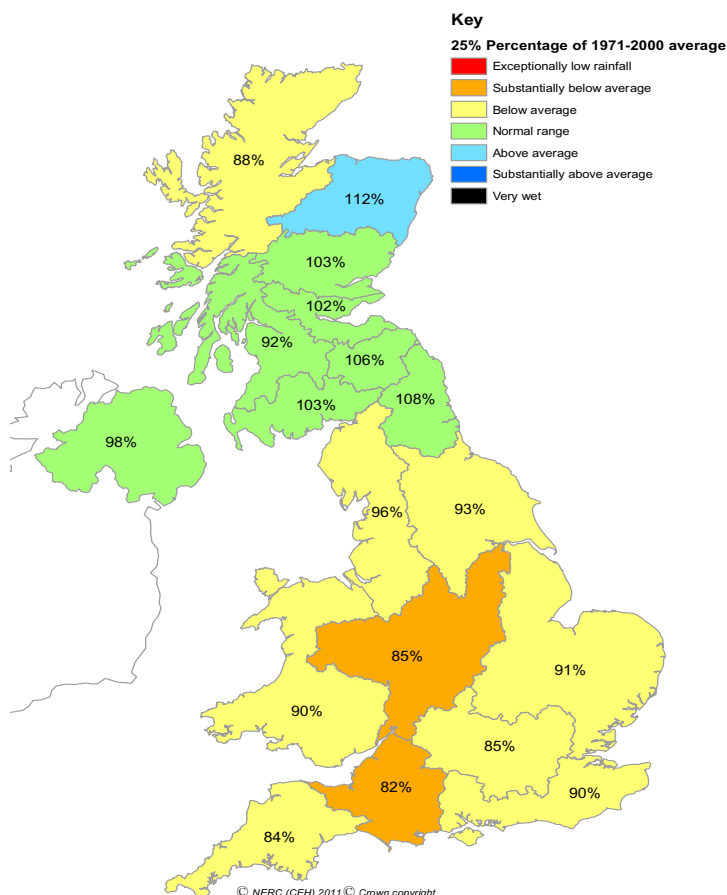 Key
25% Percentage of 1971-2000 average
Exceptionally low rainfall
Substantially below average
Below average
Normal range
Above average
Substantially above average
Very wet
88%
112%
103%
102%
92%
106%
108%
103%
98%
96%
93%
85%
91%
90%
85%
82%
90%
84%
© NERC (CEH) 2011 © Crown copyright